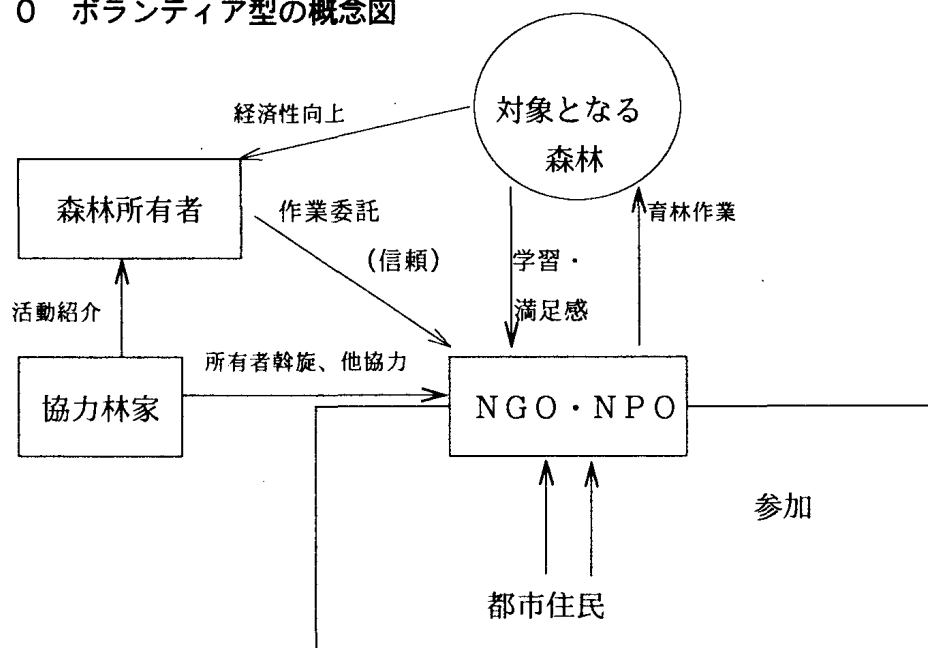 0 ボランティア型の概念図
対象となる
森林
経済性向上
森林所有者
作業委託
(信頼)
学習・
満足感
育林作業
活動紹介
所有者斡旋、他協力
協力林家
NGO・NPO
参加
都市住民